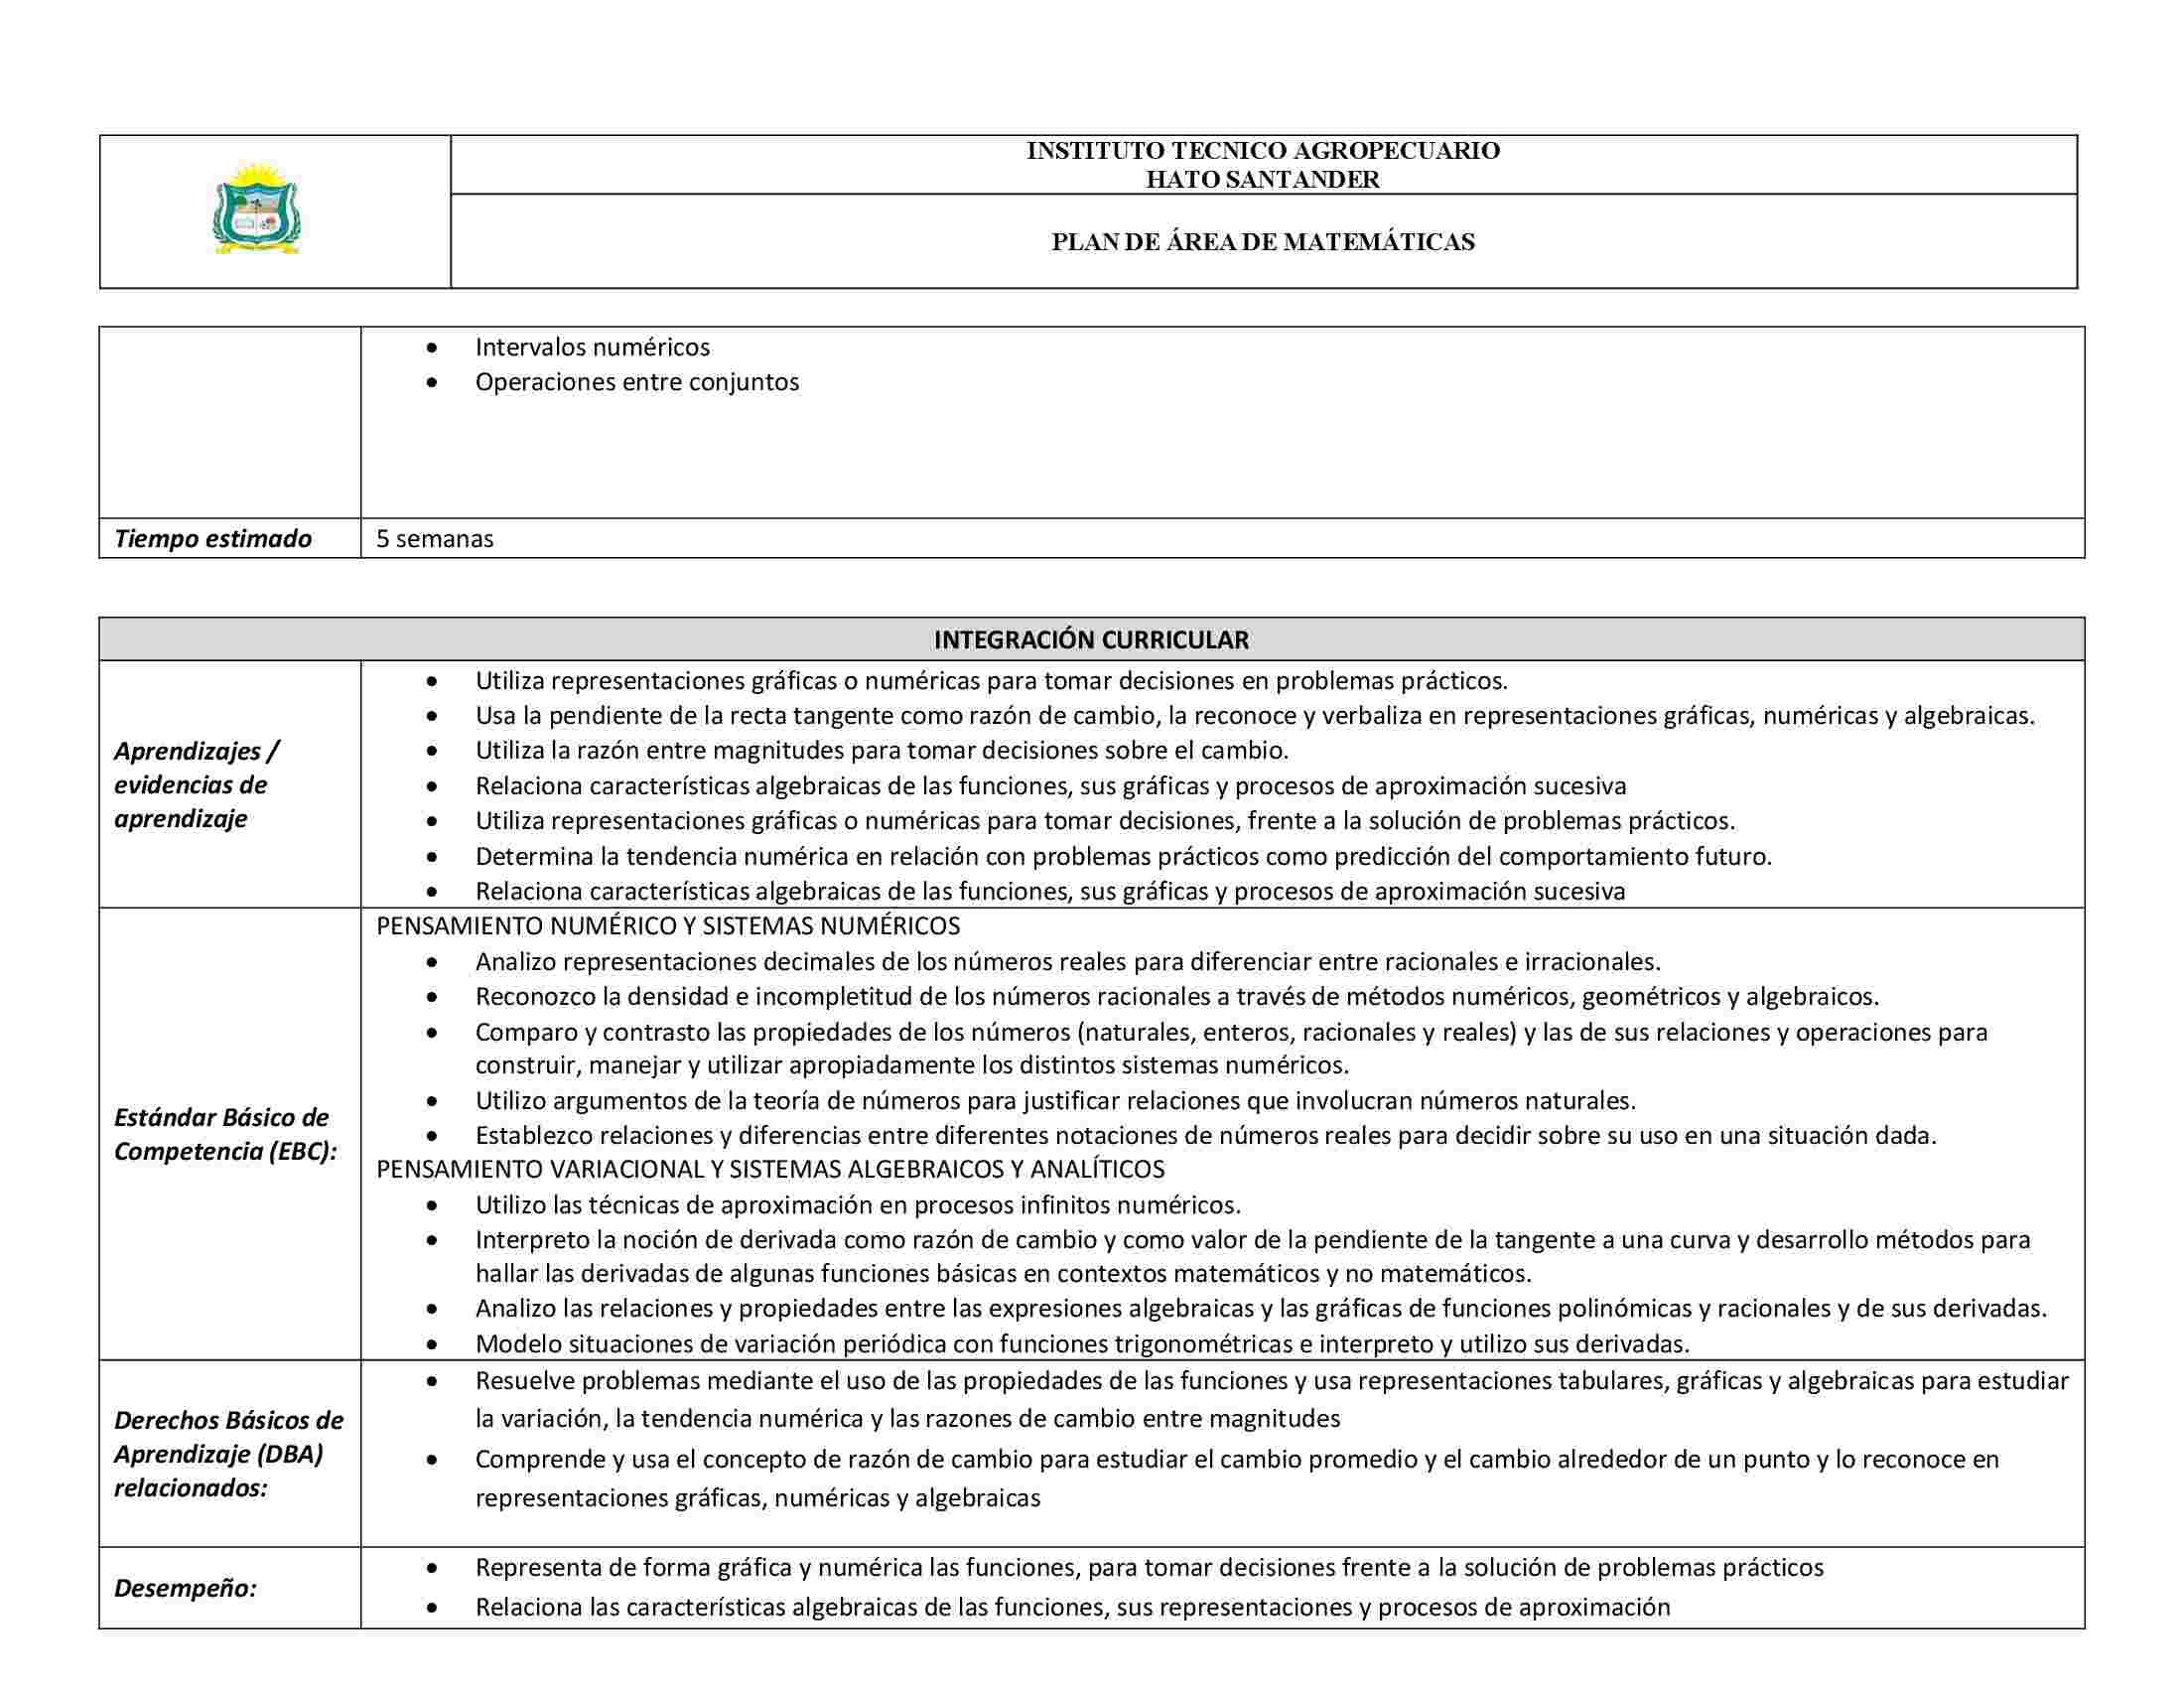 INSTITUTO TECNICO AGROPECUARIO
HATO SANTANDER
PLAN DE ÁREA DE MATEMÁTICAS
• Intervalos numéricos
• Operaciones entre conjuntos
Tiempo estimado
5 semanas
INTEGRACIÓN CURRICULAR
Aprendizajes /
evidencias de
aprendizaje
• Utiliza representaciones gráficas o numéricas para tomar decisiones en problemas prácticos.
• Usa la pendiente de la recta tangente como razón de cambio, la reconoce y verbaliza en representaciones gráficas, numéricas y algebraicas.
• Utiliza la razón entre magnitudes para tomar decisiones sobre el cambio.
• Relaciona características algebraicas de las funciones, sus gráficas y procesos de aproximación sucesiva
• Utiliza representaciones gráficas o numéricas para tomar decisiones, frente a la solución de problemas prácticos.
• Determina la tendencia numérica en relación con problemas prácticos como predicción del comportamiento futuro.
• Relaciona características algebraicas de las funciones, sus gráficas y procesos de aproximación sucesiva
Estándar Básico de
Competencia (EBC):
PENSAMIENTO NUMÉRICO Y SISTEMAS NUMÉRICOS
• Analizo representaciones decimales de los números reales para diferenciar entre racionales e irracionales.
• Reconozco la densidad e incompletitud de los números racionales a través de métodos numéricos, geométricos y algebraicos.
• Comparo y contrasto las propiedades de los números (naturales, enteros, racionales y reales) y las de sus relaciones y operaciones para
construir, manejar y utilizar apropiadamente los distintos sistemas numéricos.
• Utilizo argumentos de la teoría de números para justificar relaciones que involucran números naturales.
• Establezco relaciones y diferencias entre diferentes notaciones de números reales para decidir sobre su uso en una situación dada.
PENSAMIENTO VARIACIONAL Y SISTEMAS ALGEBRAICOS Y ANALÍTICOS
• Utilizo las técnicas de aproximación en procesos infinitos numéricos.
• Interpreto la noción de derivada como razón de cambio y como valor de la pendiente de la tangente a una curva y desarrollo métodos para
hallar las derivadas de algunas funciones básicas en contextos matemáticos y no matemáticos.
• Analizo las relaciones y propiedades entre las expresiones algebraicas y las gráficas de funciones polinómicas y racionales y de sus derivadas.
• Modelo situaciones de variación periódica con funciones trigonométricas e interpreto y utilizo sus derivadas.
Derechos Básicos de
Aprendizaje (DBA)
relacionados:
• Resuelve problemas mediante el uso de las propiedades de las funciones y usa representaciones tabulares, gráficas y algebraicas para estudiar
la variación, la tendencia numérica y las razones de cambio entre magnitudes
• Comprende y usa el concepto de razón de cambio para estudiar el cambio promedio y el cambio alrededor de un punto y lo reconoce en
representaciones gráficas, numéricas y algebraicas
Desempeño:
• Representa de forma gráfica y numérica las funciones, para tomar decisiones frente a la solución de problemas prácticos
• Relaciona las características algebraicas de las funciones, sus representaciones y procesos de aproximación